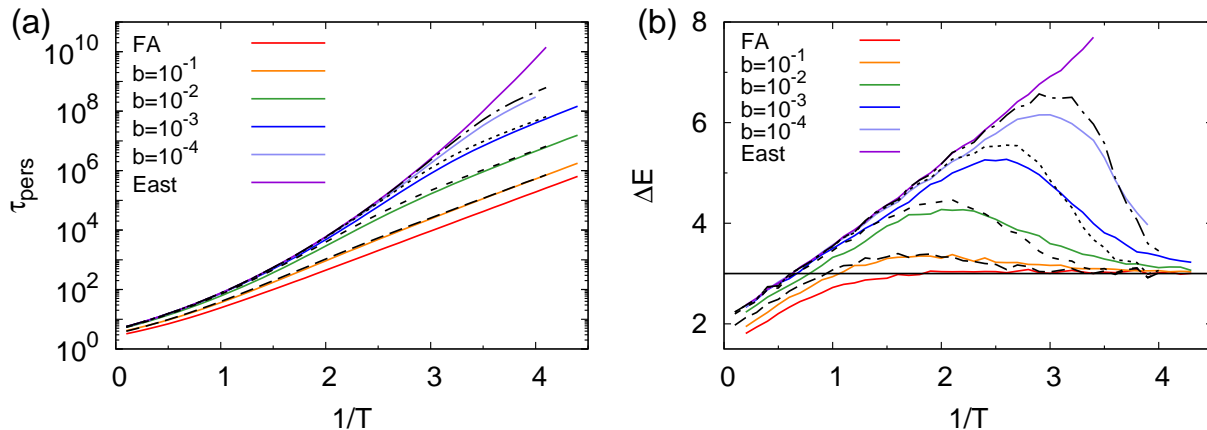 (a)
τpers
10^10
10^8
10^6
10^4
10^2
10^0
FA
b=10^-1
b=10^-2
b=10^-3
b=10^-4
East
0 1 2 3 4
1/T
(b)
ΔE
8
6
4
2
FA
b=10^-1
b=10^-2
b=10^-3
b=10^-4
East
0 1 2 3 4
1/T